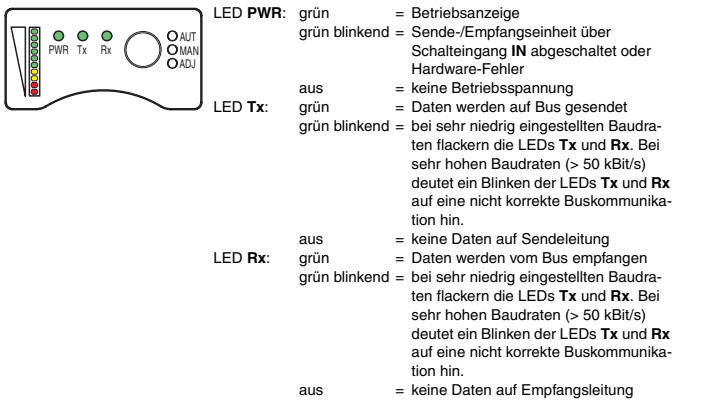 PWR Tx Rx
AUT
MAN
ADJ
LED PWR: grün = Betriebsanzeige
grün blinkend = Sende-/Empfangseinheit über
Schalteingang IN abgeschaltet oder
Hardware-Fehler
aus = keine Betriebsspannung
LED Tx: grün = Daten werden auf Bus gesendet
grün blinkend = bei sehr niedrig eingestellten Baudra-
ten flackern die LEDs Tx und Rx. Bei
sehr hohen Baudraten (> 50 kBit/s)
deutet ein Blinken der LEDs Tx und Rx
auf eine nicht korrekte Buskommunika-
tion hin.
aus = keine Daten auf Sendeleitung
LED Rx: grün = Daten werden vom Bus empfangen
grün blinkend = bei sehr niedrig eingestellten Baudra-
ten flackern die LEDs Tx und Rx. Bei
sehr hohen Baudraten (> 50 kBit/s)
deutet ein Blinken der LEDs Tx und Rx
auf eine nicht korrekte Buskommunika-
tion hin.
aus = keine Daten auf Empfangsleitung